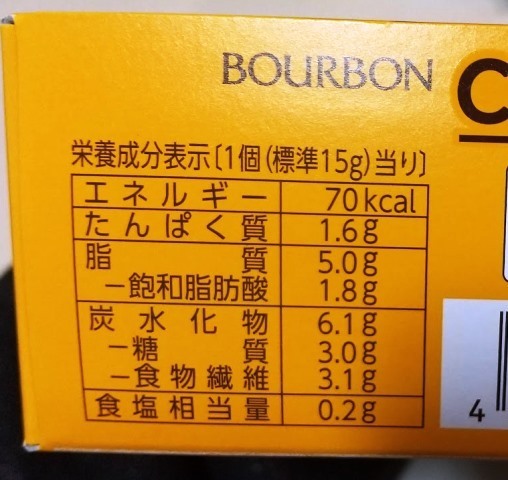 BOURBON
C
栄養成分表示〔1個(標準15g)当り〕
エネルギー 70kcal
たんぱく質 1.6g
脂質 5.0g
－飽和脂肪酸 1.8g
炭水化物 6.1g
－糖質 3.0g
－食物繊維 3.1g
食塩相当量 0.2g
4